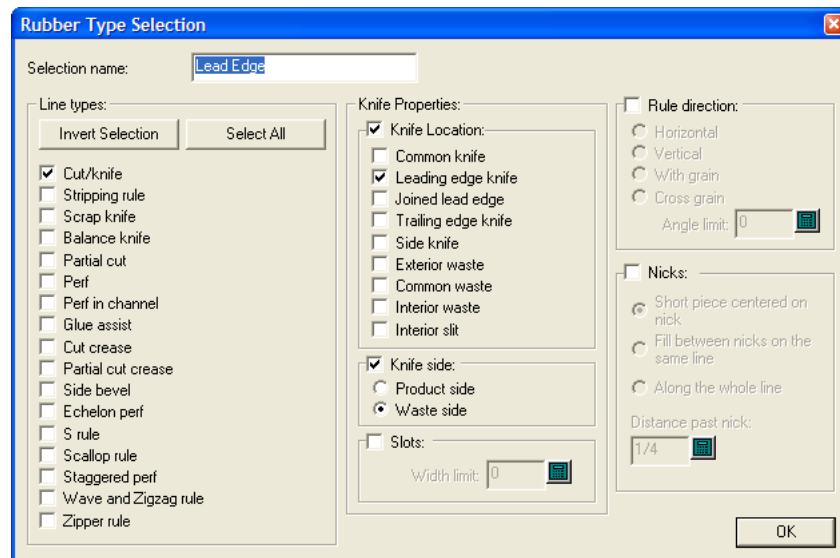 Rubber Type Selection
Selection name:
Lead Edge
Line types:
Invert Selection
Select All
Cut/knife
Stripping rule
Scrap knife
Balance knife
Partial cut
Perf
Perf in channel
Glue assist
Cut crease
Partial cut crease
Side bevel
Echelon perf
S rule
Scallop rule
Staggered perf
Wave and Zigzag rule
Zipper rule
Knife Properties:
Knife Location:
Common knife
Leading edge knife
Joined lead edge
Trailing edge knife
Side knife
Exterior waste
Common waste
Interior waste
Interior slit
Knife side:
Product side
Waste side
Slots:
Width limit:
0
Rule direction:
Horizontal
Vertical
With grain
Cross grain
Angle limit:
0
Nicks:
Short piece centered on
nick
Fill between nicks on the
same line
Along the whole line
Distance past nick:
1/4
OK